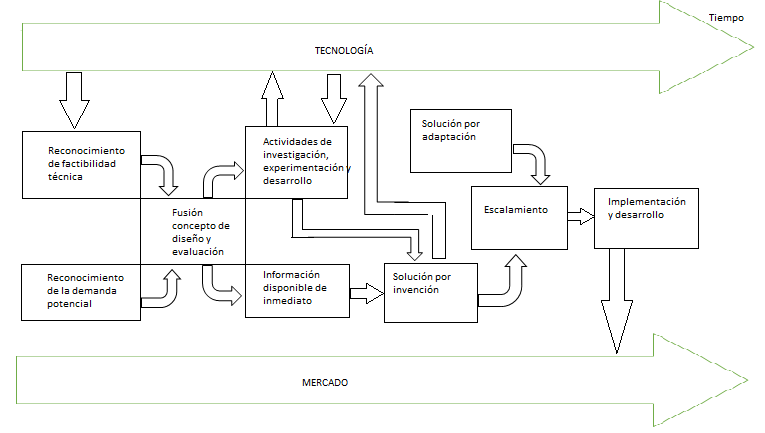 Tiempo
TECNOLOGÍA
Reconocimiento
de factibilidad
técnica
Actividades de
investigación,
experimentación y
desarrollo
Solución por
adaptación
Fusión
concepto de
diseño y
evaluación
Escalamiento
Implementación
y desarrollo
Reconocimiento
de la demanda
potencial
Información
disponible de
inmediato
Solución por
invención
MERCADO